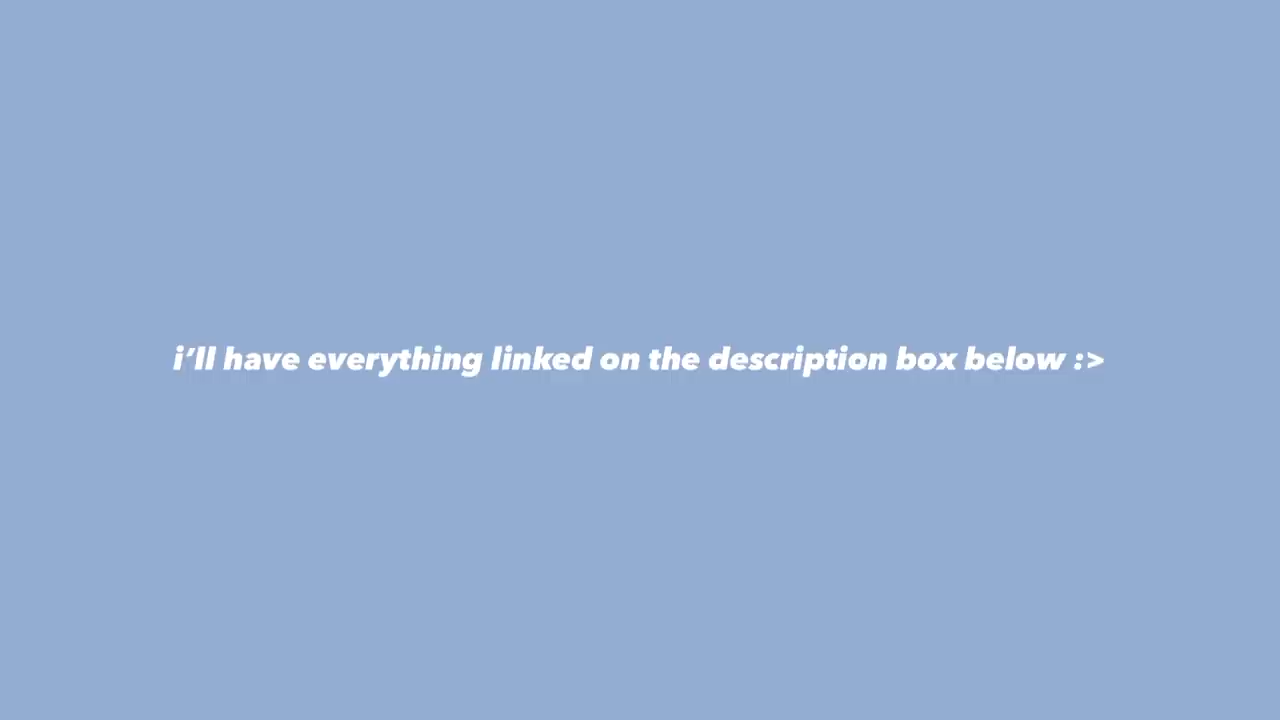 i’ll have everything linked on the description box below :>